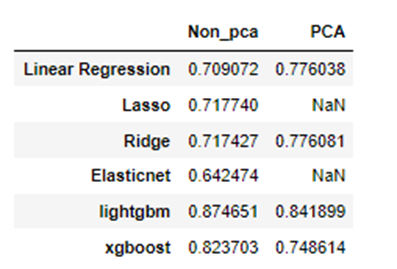 Non_pca PCA
Linear Regression 0.709072 0.776038
Lasso 0.717740 NaN
Ridge 0.717427 0.776081
Elasticnet 0.642474 NaN
lightgbm 0.874651 0.841899
xgboost 0.823703 0.748614